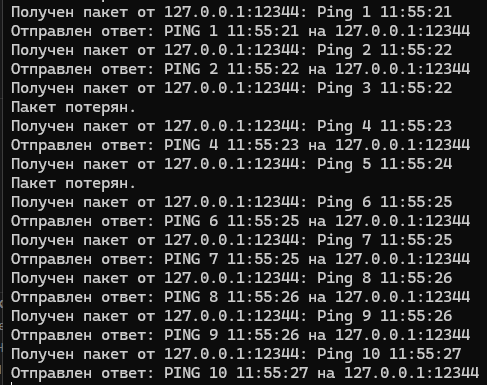 Получен пакет от 127.0.0.1:12344: Ping 1 11:55:21
Отправлен ответ: PING 1 11:55:21 на 127.0.0.1:12344
Получен пакет от 127.0.0.1:12344: Ping 2 11:55:22
Отправлен ответ: PING 2 11:55:22 на 127.0.0.1:12344
Получен пакет от 127.0.0.1:12344: Ping 3 11:55:22
Пакет потерян.
Получен пакет от 127.0.0.1:12344: Ping 4 11:55:23
Отправлен ответ: PING 4 11:55:23 на 127.0.0.1:12344
Получен пакет от 127.0.0.1:12344: Ping 5 11:55:24
Пакет потерян.
Получен пакет от 127.0.0.1:12344: Ping 6 11:55:25
Отправлен ответ: PING 6 11:55:25 на 127.0.0.1:12344
Получен пакет от 127.0.0.1:12344: Ping 7 11:55:25
Отправлен ответ: PING 7 11:55:25 на 127.0.0.1:12344
Получен пакет от 127.0.0.1:12344: Ping 8 11:55:26
Отправлен ответ: PING 8 11:55:26 на 127.0.0.1:12344
Получен пакет от 127.0.0.1:12344: Ping 9 11:55:26
Отправлен ответ: PING 9 11:55:26 на 127.0.0.1:12344
Получен пакет от 127.0.0.1:12344: Ping 10 11:55:27
Отправлен ответ: PING 10 11:55:27 на 127.0.0.1:12344